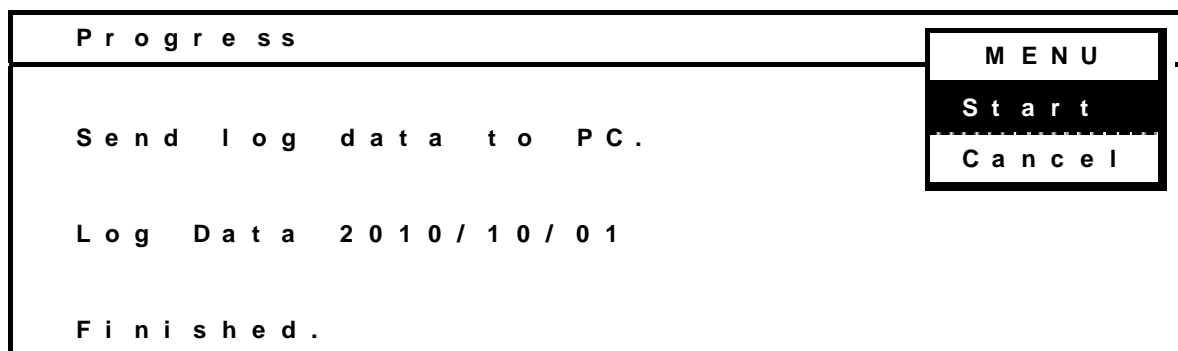 Progress
MENU
Start
Send log data to PC.
Cancel
Log Data 2010/10/01
Finished.